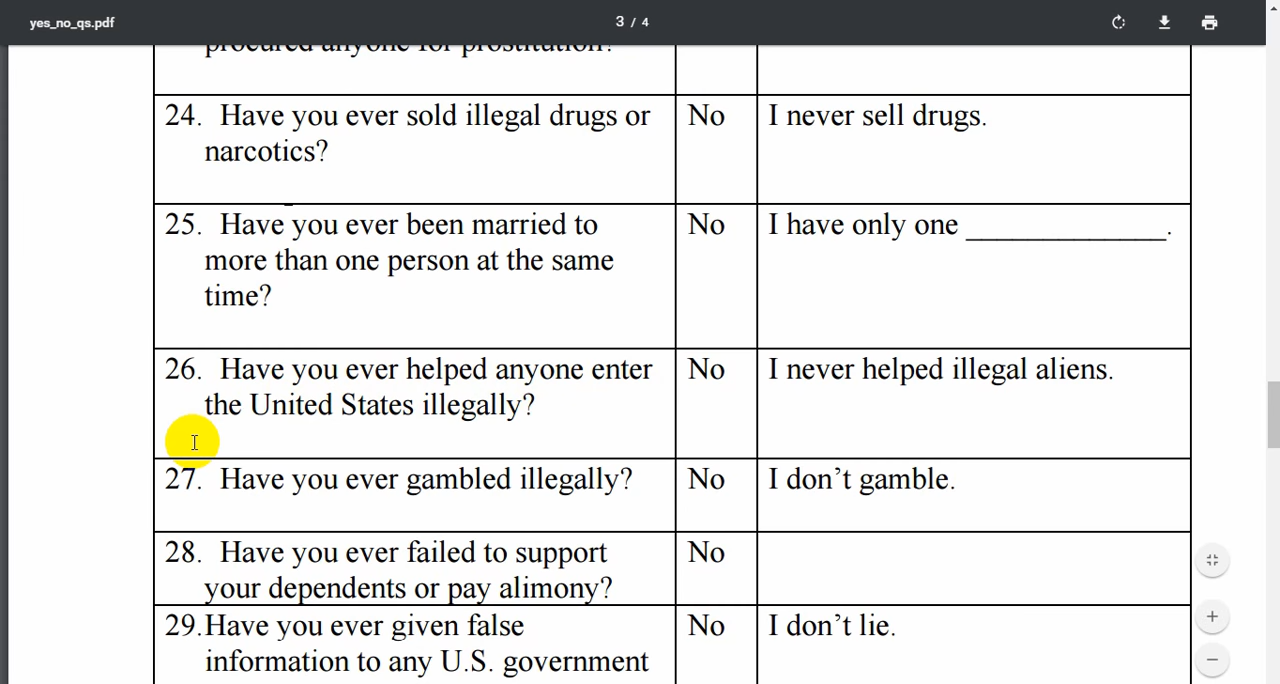 yes_no_qs.pdf
3 / 4
procured anyone for prostitution?
24. Have you ever sold illegal drugs or
narcotics?
No
I never sell drugs.
25. Have you ever been married to
more than one person at the same
time?
No
I have only one ______________.
26. Have you ever helped anyone enter
the United States illegally?
No
I never helped illegal aliens.
27. Have you ever gambled illegally?
No
I don’t gamble.
28. Have you ever failed to support
your dependents or pay alimony?
No
29.Have you ever given false
information to any U.S. government
No
I don’t lie.